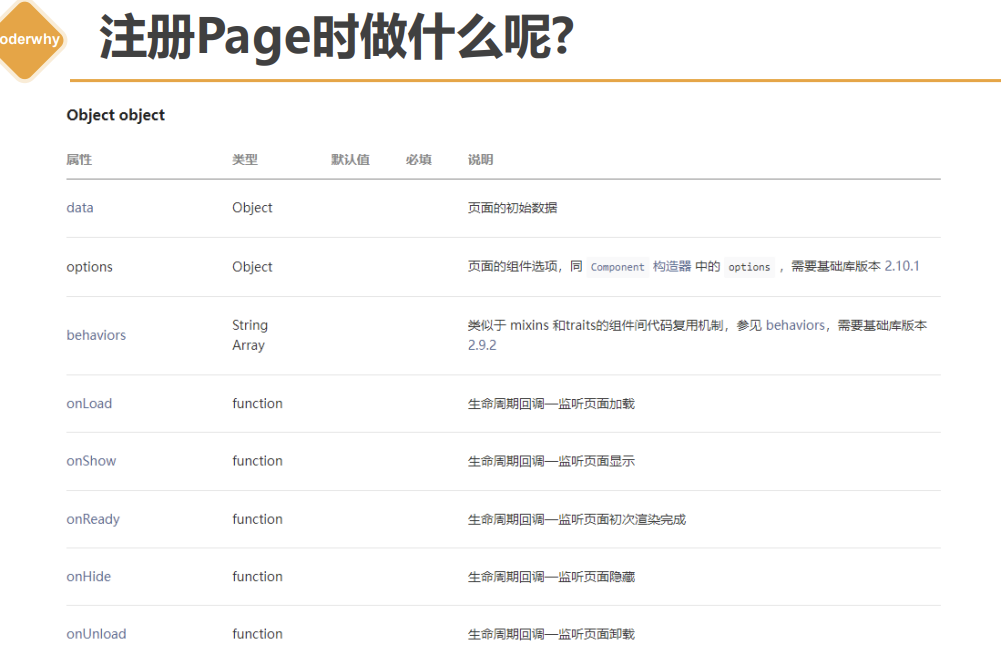 oderwhy
注册Page时做什么呢?
Object object
属性 类型 默认值 必填 说明
data Object 页面的初始数据
options Object 页面的组件选项，同 Component 构造器 中的 options ，需要基础库版本 2.10.1
behaviors String Array 类似于 mixins 和traits的组件间代码复用机制，参见 behaviors，需要基础库版本 2.9.2
onLoad function 生命周期回调—监听页面加载
onShow function 生命周期回调—监听页面显示
onReady function 生命周期回调—监听页面初次渲染完成
onHide function 生命周期回调—监听页面隐藏
onUnload function 生命周期回调—监听页面卸载